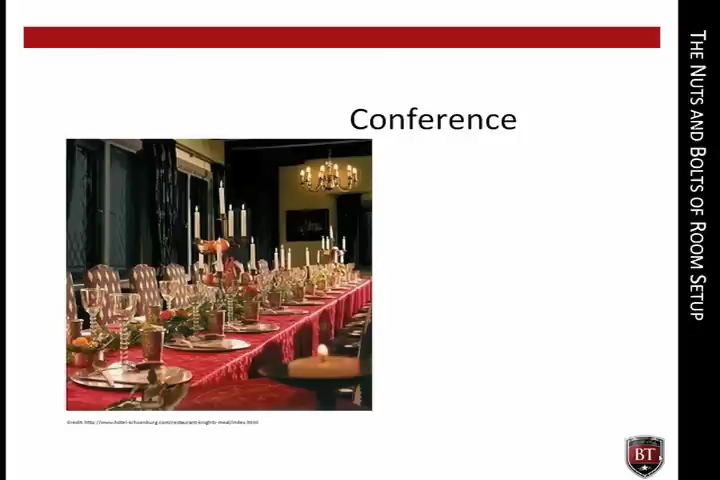 Conference
THE NUTS AND BOLTS OF ROOM SETUP
Credit: http://www.hotel-schoenburg.com/restaurant-knights-meal/index.html
BT